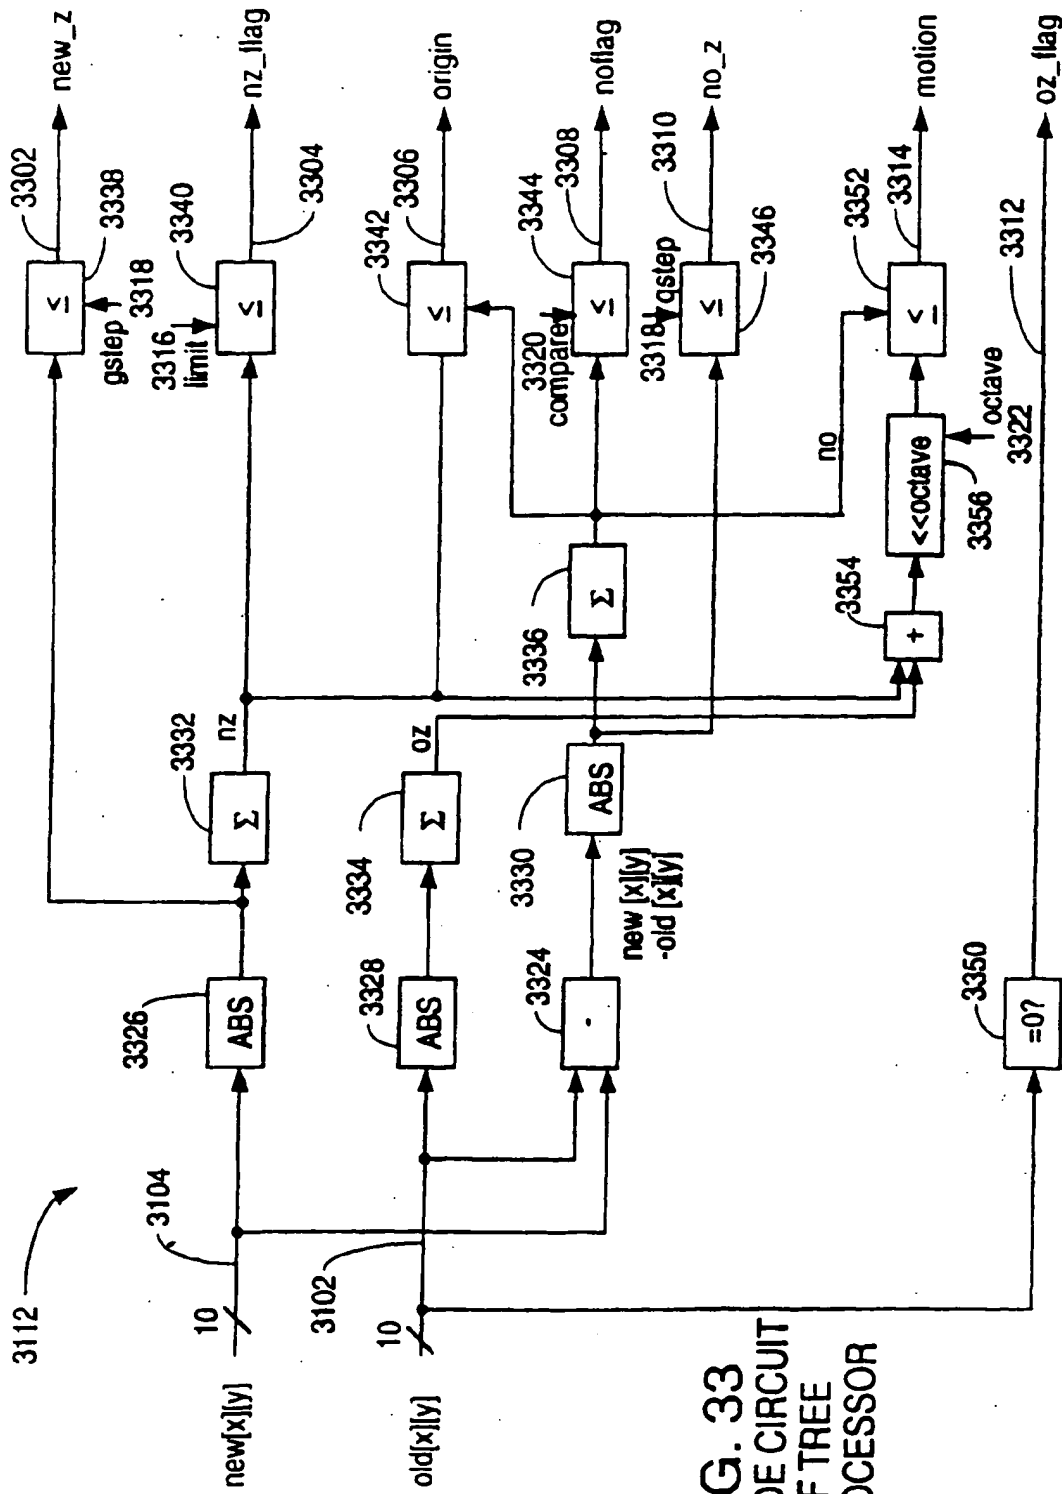 3112
new[x][y]
10
3104
3326
ABS
3332
Σ
nz
≤
3302
new_z
3338
3318
gstep
3316
limit
3340
≤
nz_flag
3304
old[x][y]
10
3102
3328
ABS
3334
Σ
oz
3342
≤
3306
origin
3324
-
new [x][y]
-old [x][y]
3330
ABS
3336
Σ
3320
compare
3344
≤
3308
noflag
3318
qstep
≤
3310
no_z
3346
no
3354
+
<<octave
3356
octave
3322
≤
3352
3314
motion
3350
=0?
3312
oz_flag
G. 33
DE CIRCUIT
F TREE
OCESSOR